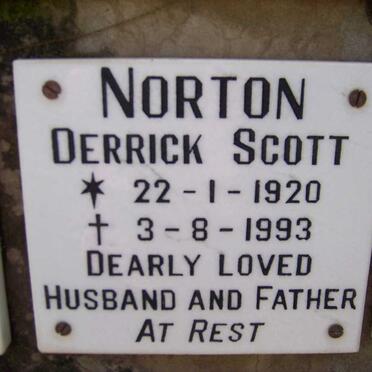 NORTON
DERRICK SCOTT
✶ 22-1-1920
† 3-8-1993
DEARLY LOVED
HUSBAND AND FATHER
AT REST